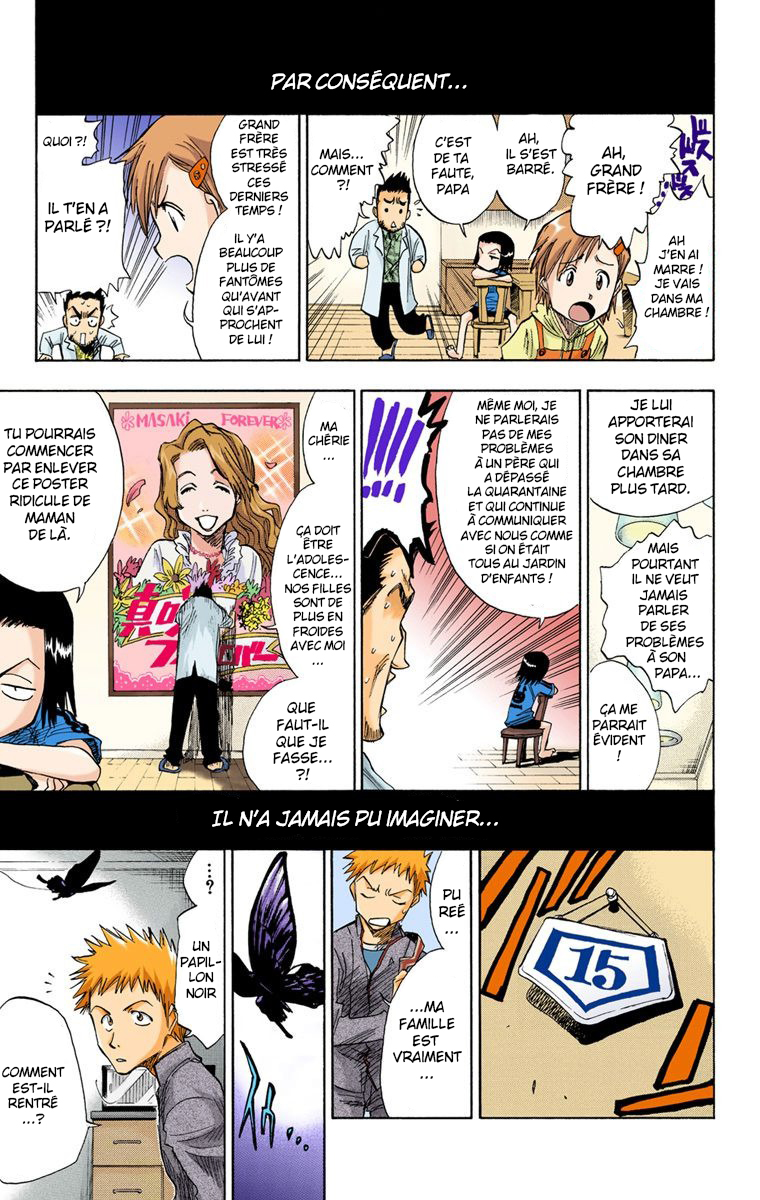 PAR CONSÉQUENT...
ドス
ドス
ドス
AH,
GRAND
FRÈRE !
AH
J'EN AI
MARRE !
JE VAIS
DANS MA
CHAMBRE !
AH,
IL S'EST
BARRÉ.
C'EST
DE TA
FAUTE,
PAPA
MAIS...
COMMENT
?!
GRAND
FRÈRE
EST TRÈS
STRESSÉ
CES
DERNIERS
TEMPS !
IL Y'A
BEAUCOUP
PLUS DE
FANTÔMES
QU'AVANT
QUI S'AP-
PROCHENT
DE LUI !
QUOI ?!
IL T'EN A
PARLÉ ?!
JE LUI
APPORTERAI
SON DINER
DANS SA
CHAMBRE
PLUS TARD.
MAIS
POURTANT
IL NE VEUT
JAMAIS
PARLER
DE SES
PROBLÈMES
À SON
PAPA...
ÇA ME
PARRAIT
ÉVIDENT
!
MÊME MOI, JE
NE PARLERAIS
PAS DE MES
PROBLÈMES
À UN PÈRE QUI
A DÉPASSÉ
LA QUARANTAINE
ET QUI CONTINUE
À COMMUNIQUER
AVEC NOUS COMME
SI ON ÉTAIT
TOUS AU JARDIN
D'ENFANTS !
!!!!
!!!
MASAKi FOREVER
MA
CHÉRIE
...
ÇA DOIT
ÊTRE
L'ADOLES-
CENCE...
NOS FILLES
SONT DE
PLUS EN
FROIDES
AVEC MOI
...
QUE
FAUT-IL
QUE JE
FASSE...
?!
TU POURRAIS
COMMENCER
PAR ENLEVER
CE POSTER
RIDICULE DE
MAMAN
DE LÀ.
IL N'A JAMAIS PU IMAGINER...
15
PU
REÉ
...
...MA
FAMILLE
EST
VRAIMENT
...
...?
UN
PAPIL-
LON
NOIR
COMMENT
EST-IL
RENTRÉ
...?